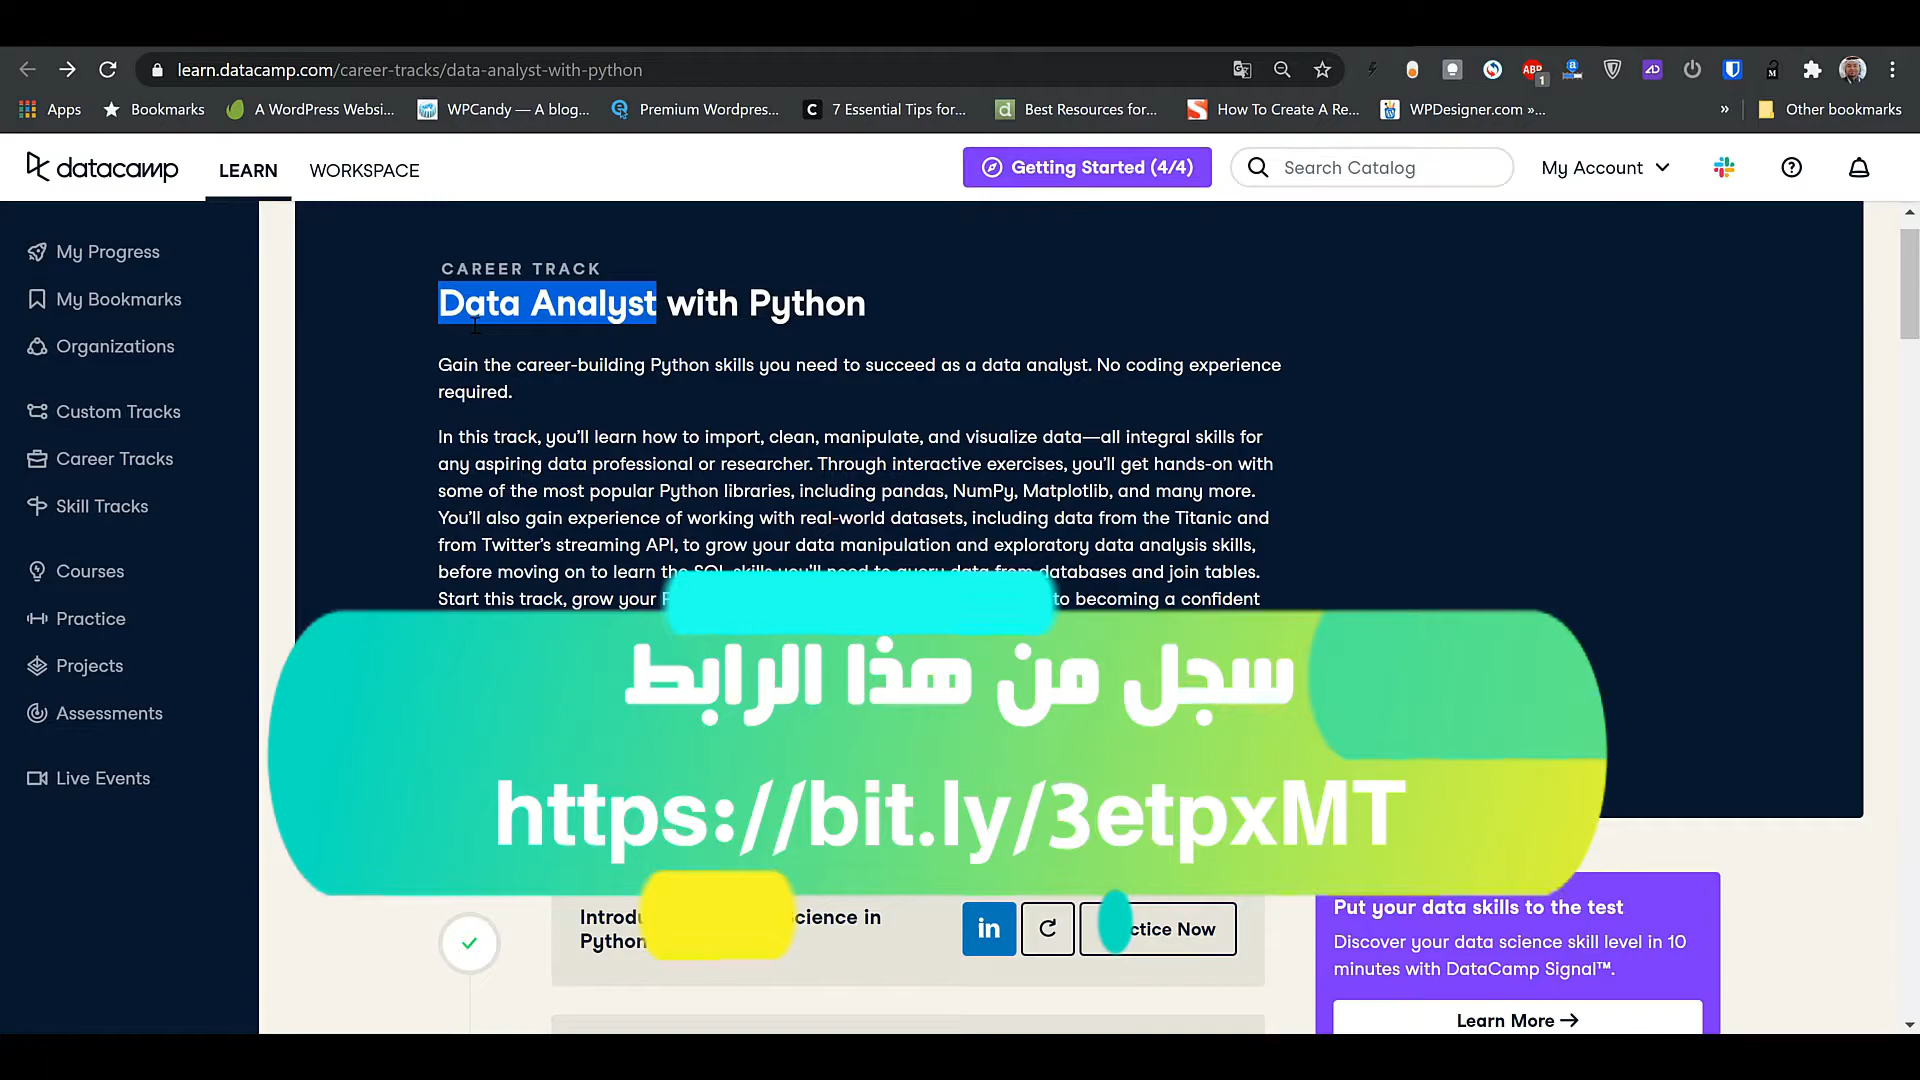 learn.datacamp.com/career-tracks/data-analyst-with-python
ABP
1
Apps
Bookmarks
A WordPress Websi...
WPCandy — A blog...
Premium Wordpres...
7 Essential Tips for...
Best Resources for...
How To Create A Re...
WPDesigner.com »...
»
Other bookmarks
datacamp
LEARN
WORKSPACE
Getting Started (4/4)
Search Catalog
My Account
My Progress
My Bookmarks
Organizations
Custom Tracks
Career Tracks
Skill Tracks
Courses
Practice
Projects
Assessments
Live Events
CAREER TRACK
Data Analyst with Python
Gain the career-building Python skills you need to succeed as a data analyst. No coding experience
required.
In this track, you'll learn how to import, clean, manipulate, and visualize data—all integral skills for
any aspiring data professional or researcher. Through interactive exercises, you'll get hands-on with
some of the most popular Python libraries, including pandas, NumPy, Matplotlib, and many more.
You'll also gain experience of working with real-world datasets, including data from the Titanic and
from Twitter's streaming API, to grow your data manipulation and exploratory data analysis skills,
before moving on to learn the SQL skills you'll need to query data from databases and join tables.
Start this track, grow your to becoming a confident
سجل من هذا الرابط
https://bit.ly/3etpxMT
in
Python
in
Now
Put your data skills to the test
Discover your data science skill level in 10
minutes with DataCamp Signal™.
Learn More →